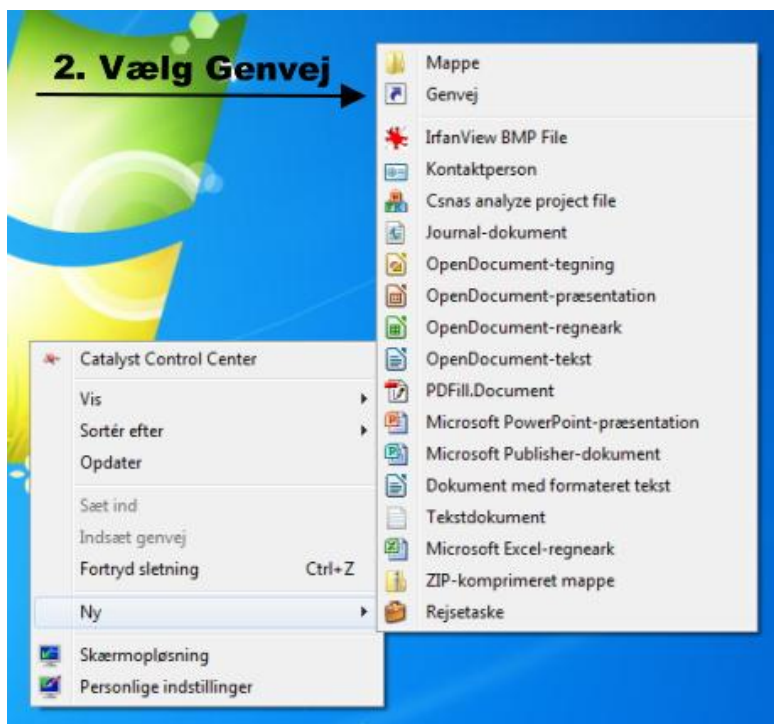 2. Vælg Genvej
Mappe
Genvej
IrfanView BMP File
Kontaktperson
Csnas analyze project file
Journal-dokument
OpenDocument-tegning
OpenDocument-præsentation
OpenDocument-regneark
OpenDocument-tekst
PDFill.Document
Microsoft PowerPoint-præsentation
Microsoft Publisher-dokument
Dokument med formateret tekst
Tekstdokument
Microsoft Excel-regneark
ZIP-komprimeret mappe
Rejsetaske
Catalyst Control Center
Vis
Sortér efter
Opdater
Sæt ind
Indsæt genvej
Fortryd sletning Ctrl+Z
Ny
Skærmopløsning
Personlige indstillinger